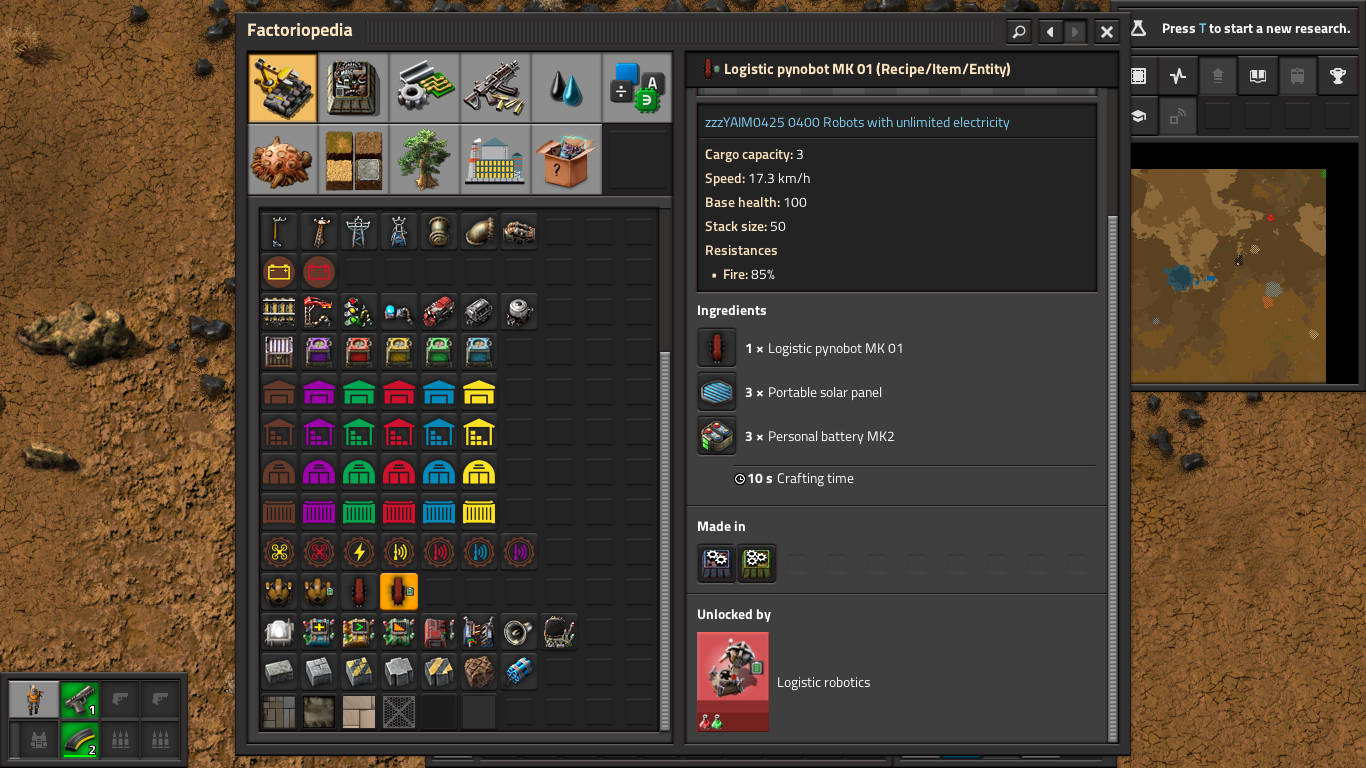 Factoriopedia
Press T to start a new research.
Logistic pynobot MK 01 (Recipe/Item/Entity)
zzzYAIM0425 0400 Robots with unlimited electricity
Cargo capacity: 3
Speed: 17.3 km/h
Base health: 100
Stack size: 50
Resistances
Fire: 85%
Ingredients
1 × Logistic pynobot MK 01
3 × Portable solar panel
3 × Personal battery MK2
10 s Crafting time
Made in
Unlocked by
Logistic robotics
A
?
1
2